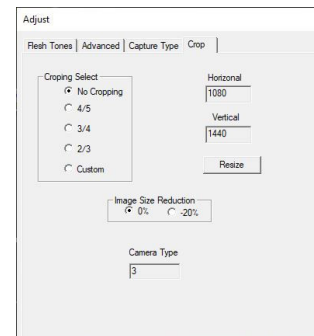 Adjust
Flesh Tones Advanced Capture Type Crop
Croping Select
No Cropping
4/5
3/4
2/3
Custom
Horizonal
1080
Vertical
1440
Resize
Image Size Reduction
0% -20%
Camera Type
3